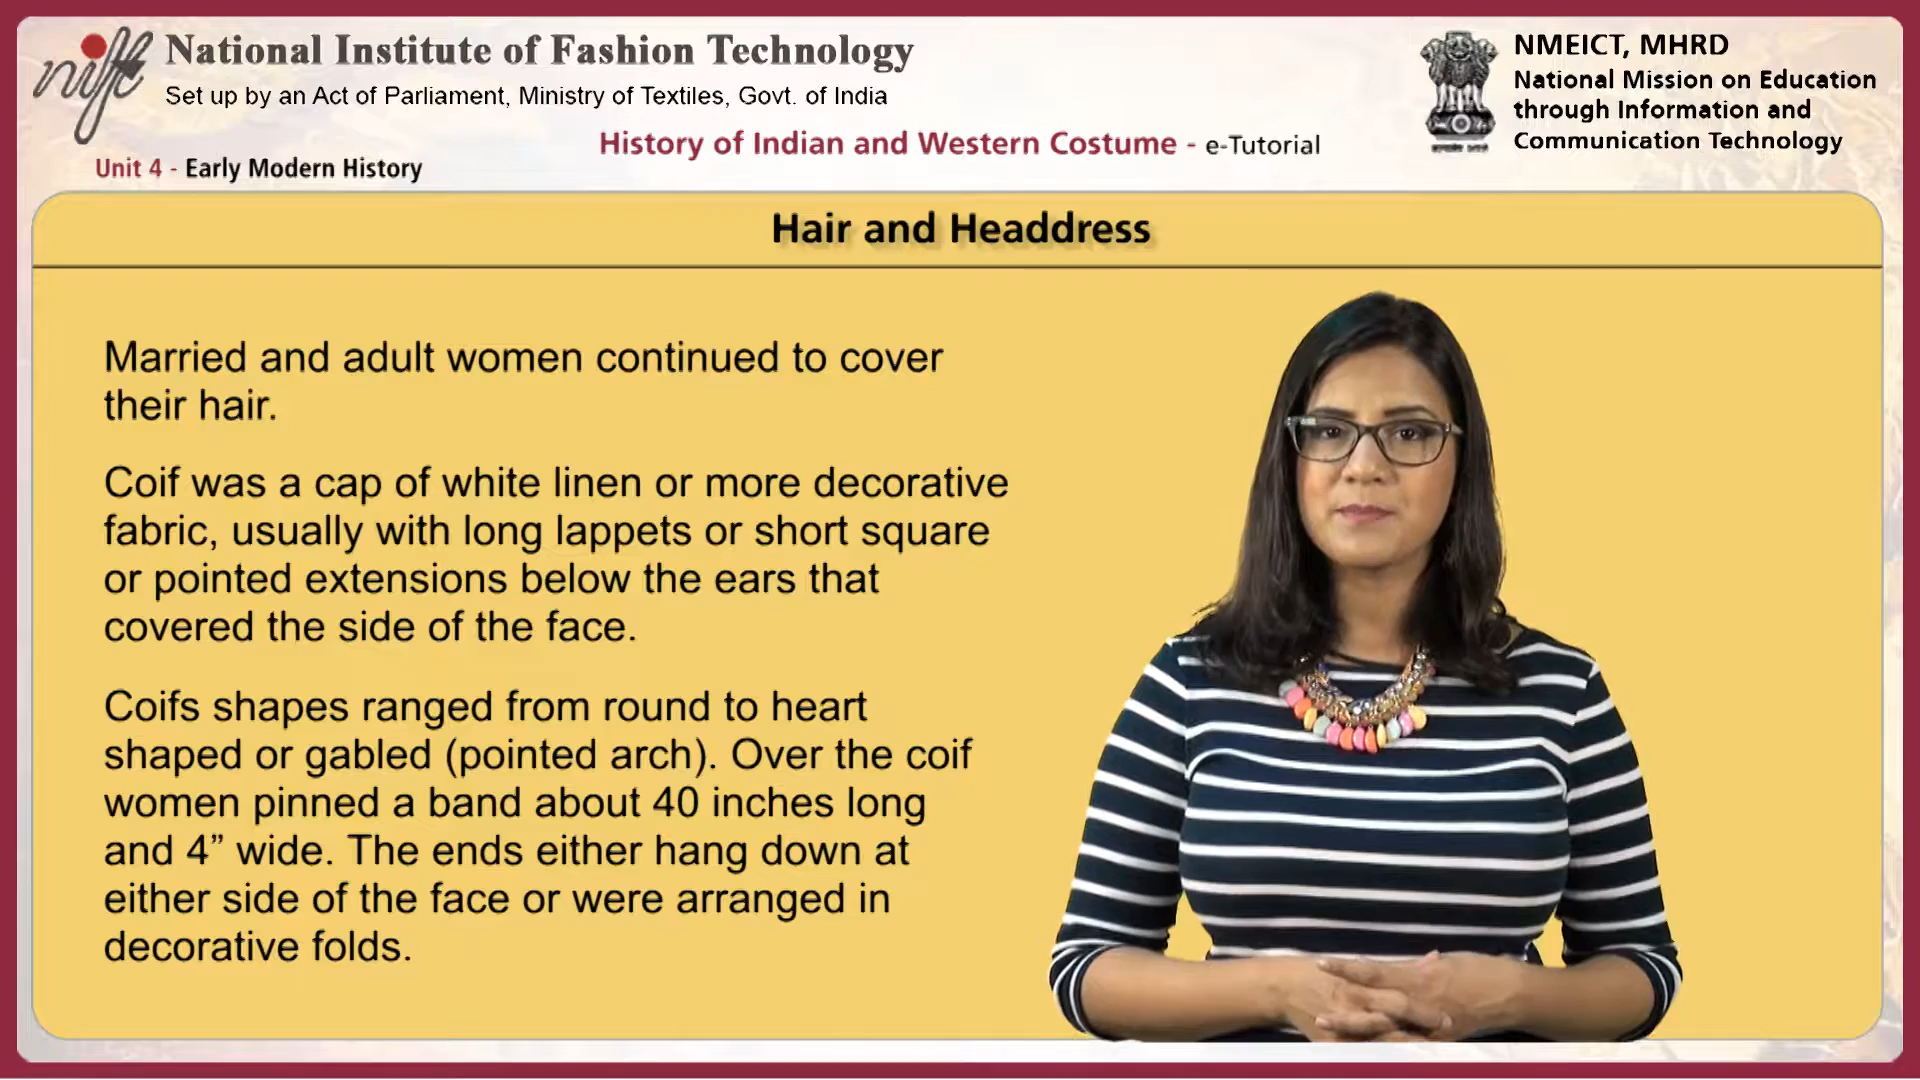 nift
National Institute of Fashion Technology
Set up by an Act of Parliament, Ministry of Textiles, Govt. of India
NMEICT, MHRD
National Mission on Education
through Information and
Communication Technology
History of Indian and Western Costume - e-Tutorial
Unit 4 - Early Modern History
Hair and Headdress
Married and adult women continued to cover
their hair.
Coif was a cap of white linen or more decorative
fabric, usually with long lappets or short square
or pointed extensions below the ears that
covered the side of the face.
Coifs shapes ranged from round to heart
shaped or gabled (pointed arch). Over the coif
women pinned a band about 40 inches long
and 4” wide. The ends either hang down at
either side of the face or were arranged in
decorative folds.